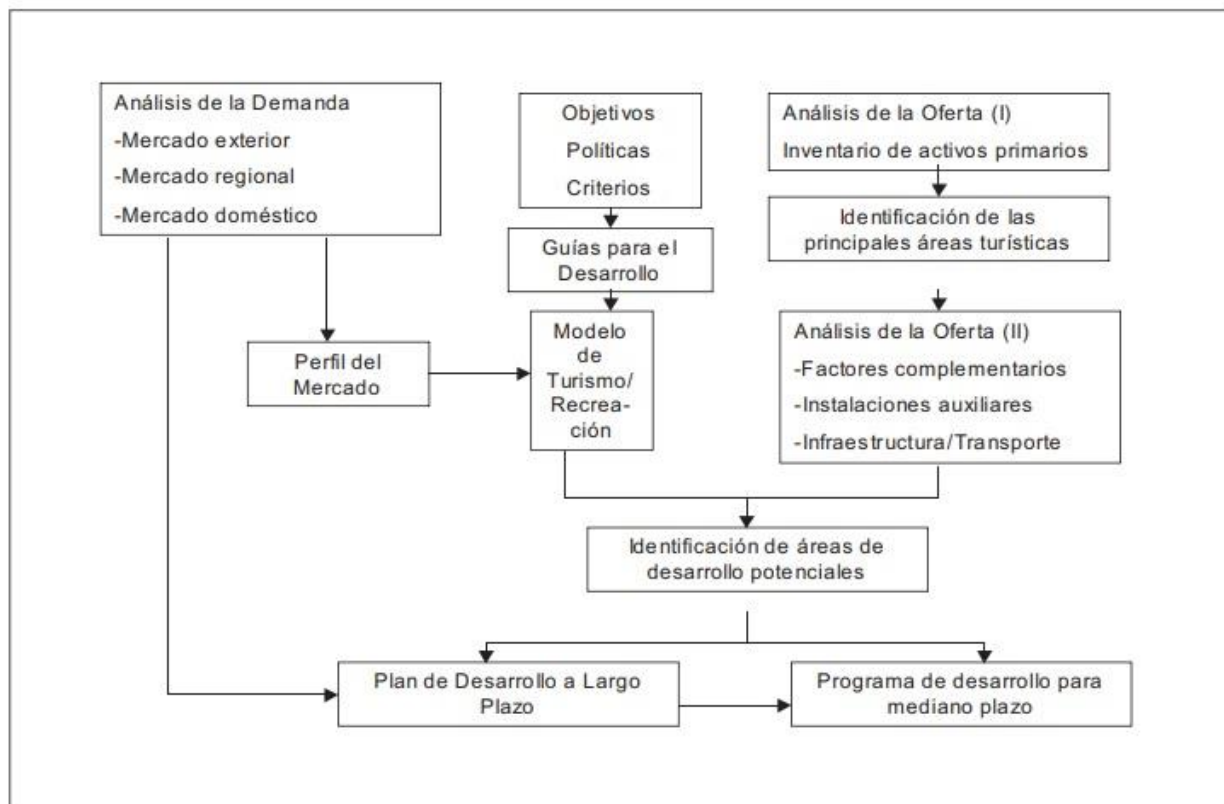 Análisis de la Demanda
-Mercado exterior
-Mercado regional
-Mercado doméstico
Objetivos
Políticas
Criterios
Análisis de la Oferta (I)
Inventario de activos primarios
Identificación de las
principales áreas turísticas
Guías para el
Desarrollo
Perfil del
Mercado
Modelo
de
Turismo/
Recrea-
ción
Análisis de la Oferta (II)
-Factores complementarios
-Instalaciones auxiliares
-Infraestructura/Transporte
Identificación de áreas de
desarrollo potenciales
Plan de Desarrollo a Largo
Plazo
Programa de desarrollo para
mediano plazo